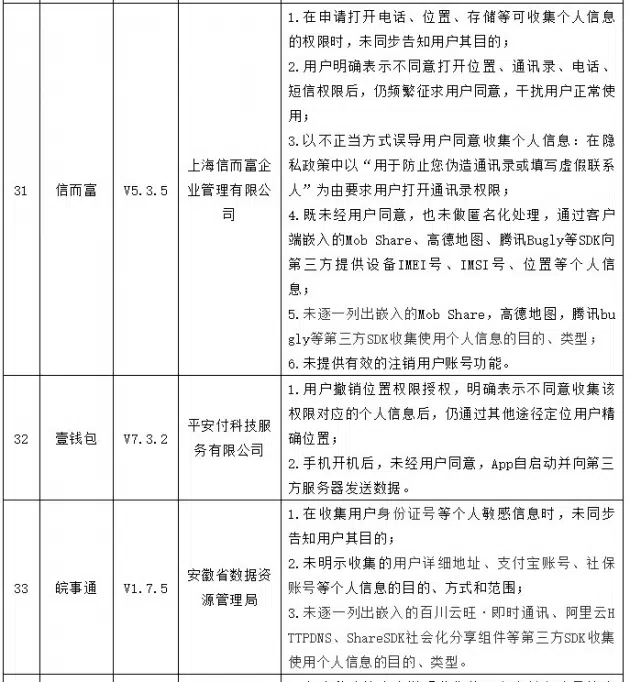 31
信而富
V5.3.5
上海信而富企
业管理有限公
司
1.在申请打开电话、位置、存储等可收集个人信息
的权限时，未同步告知用户其目的；
2.用户明确表示不同意打开位置、通讯录、电话、
短信权限后，仍频繁征求用户同意，干扰用户正常使
用；
3.以不正当方式误导用户同意收集个人信息：在隐
私政策中以“用于防止您伪造通讯录或填写虚假联系
人”为由要求用户打开通讯录权限；
4.既未经用户同意，也未做匿名化处理，通过客户
端嵌入的Mob Share、高德地图、腾讯Bugly等SDK向
第三方提供设备IMEI号、IMSI号、位置等个人信
息；
5.未逐一列出嵌入的Mob Share，高德地图，腾讯bu
gly等第三方SDK收集使用个人信息的目的、类型；
6.未提供有效的注销用户账号功能。
32
壹钱包
V7.3.2
平安付科技服
务有限公司
1.用户撤销位置权限授权，明确表示不同意收集该
权限对应的个人信息后，仍通过其他途径定位用户精
确位置；
2.手机开机后，未经用户同意，App自启动并向第三
方服务器发送数据。
33
皖事通
V1.7.5
安徽省数据资
源管理局
1.在收集用户身份证号等个人敏感信息时，未同步
告知用户其目的；
2.未明示收集的用户详细地址、支付宝账号、社保
账号等个人信息的目的、方式和范围；
3.未逐一列出嵌入的百川云旺·即时通讯、阿里云H
TTPDNS、ShareSDK社会化分享组件等第三方SDK收集
使用个人信息的目的、类型。